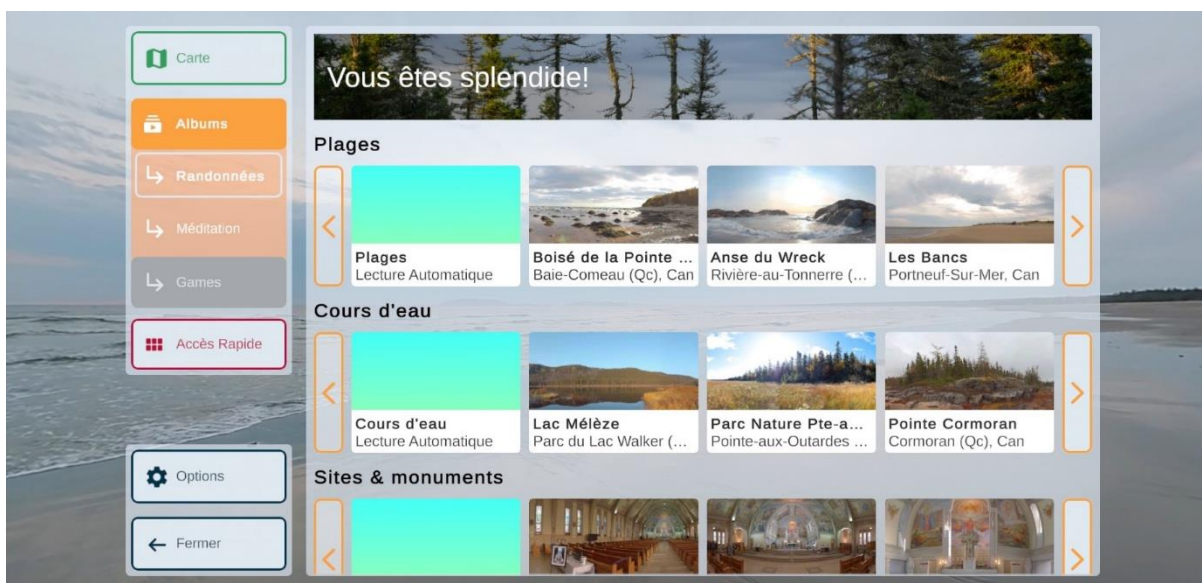 Carte
Albums
Randonnées
Méditation
Games
Accès Rapide
Options
Fermer
Vous êtes splendide!
Plages
Plages
Lecture Automatique
Boisé de la Pointe ...
Baie-Comeau (Qc), Can
Anse du Wreck
Rivière-au-Tonnerre (...
Les Bancs
Portneuf-Sur-Mer, Can
Cours d'eau
Cours d'eau
Lecture Automatique
Lac Mélèze
Parc du Lac Walker (...
Parc Nature Pte-a...
Pointe-aux-Outardes ...
Pointe Cormoran
Cormoran (Qc), Can
Sites & monuments